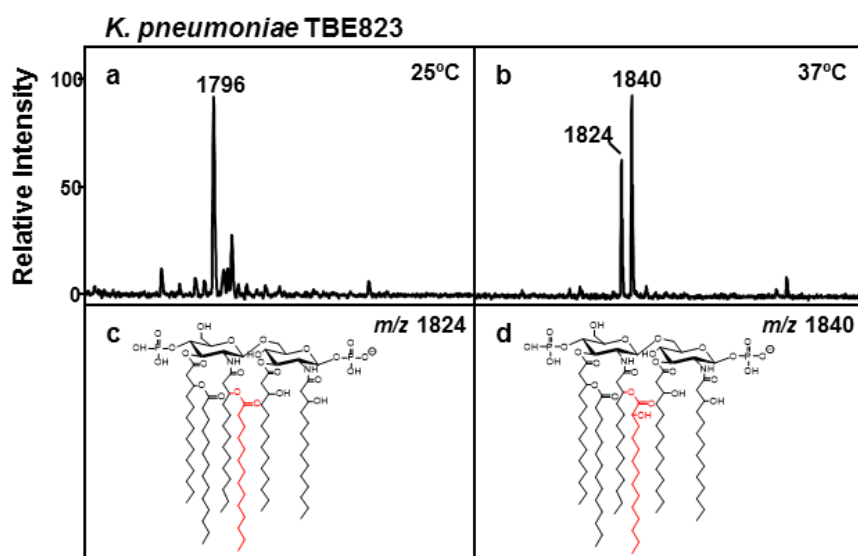 K. pneumoniae TBE823
a
1796
25ºC
b
1840
1824
37ºC
Relative Intensity
100
50
0
c
m/z 1824
d
m/z 1840